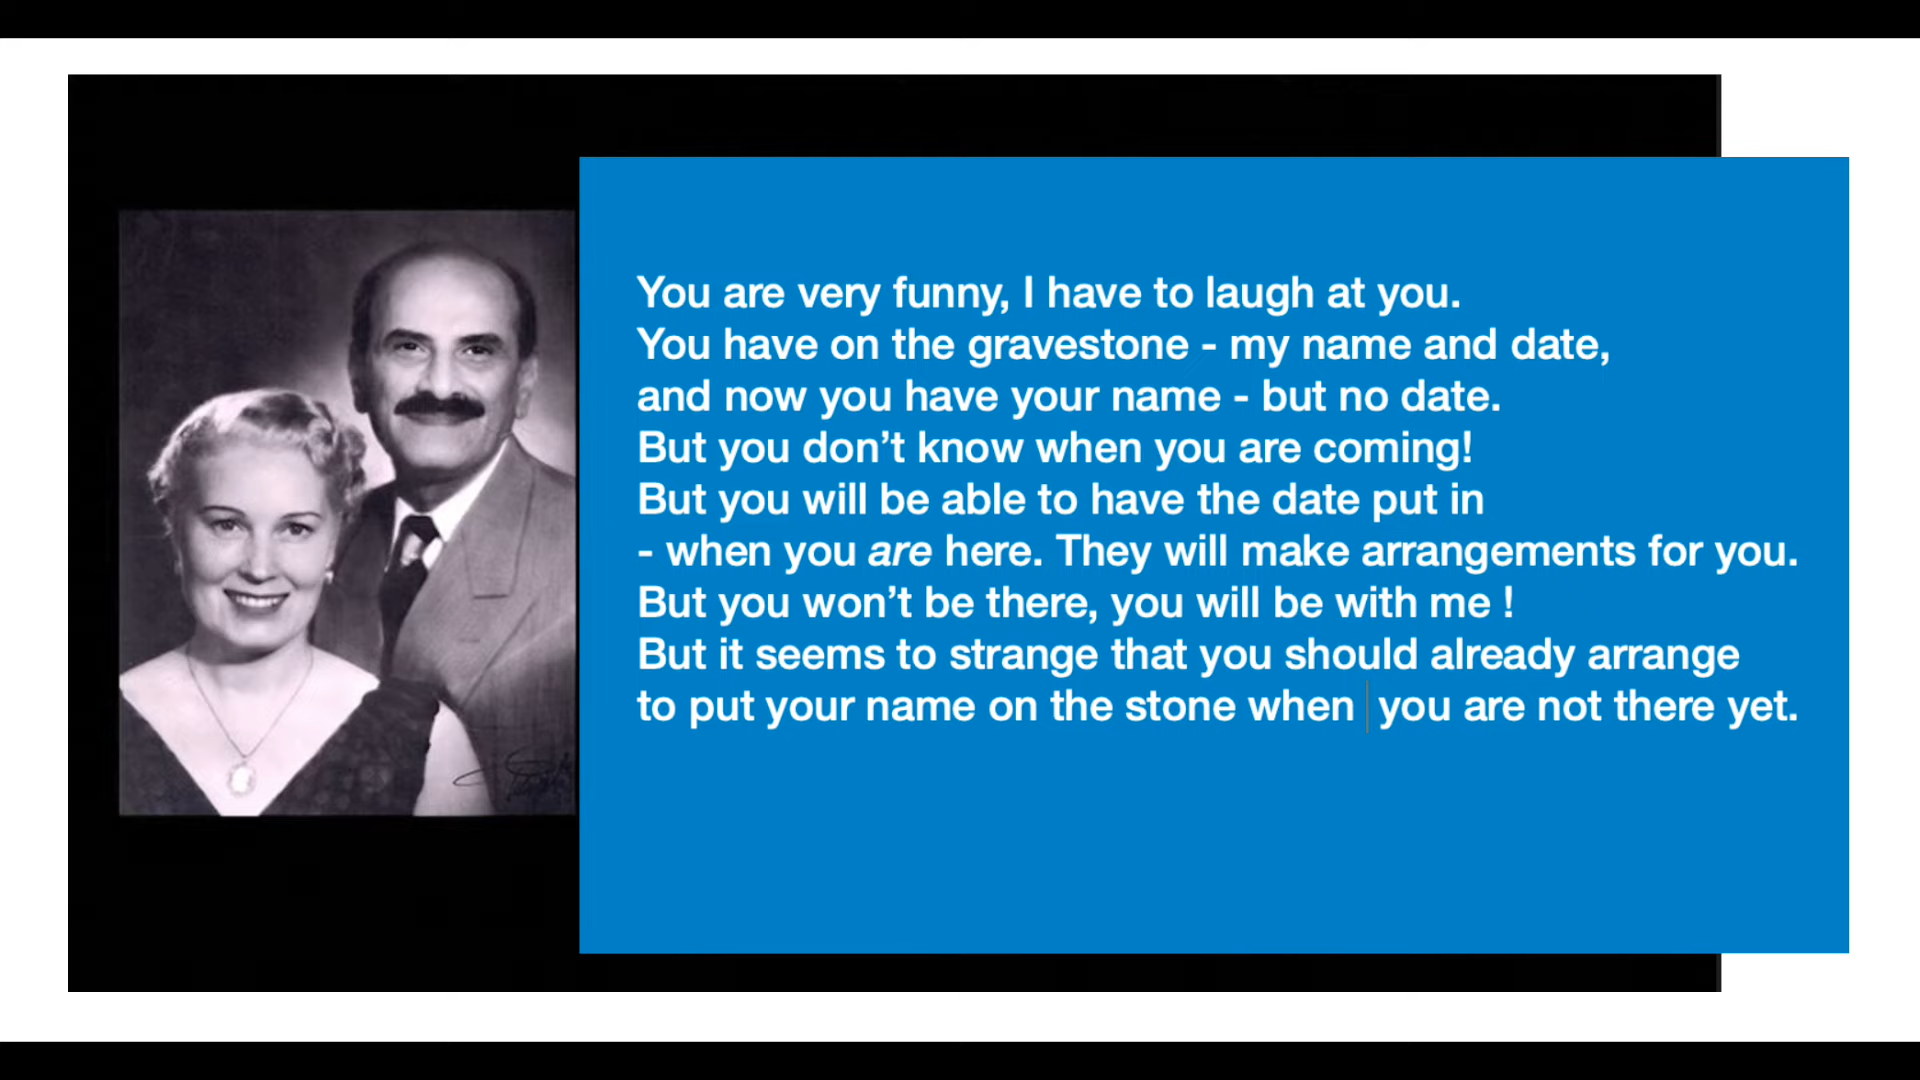 You are very funny, I have to laugh at you.
You have on the gravestone - my name and date,
and now you have your name - but no date.
But you don’t know when you are coming!
But you will be able to have the date put in
- when you are here. They will make arrangements for you.
But you won’t be there, you will be with me !
But it seems to strange that you should already arrange
to put your name on the stone when you are not there yet.